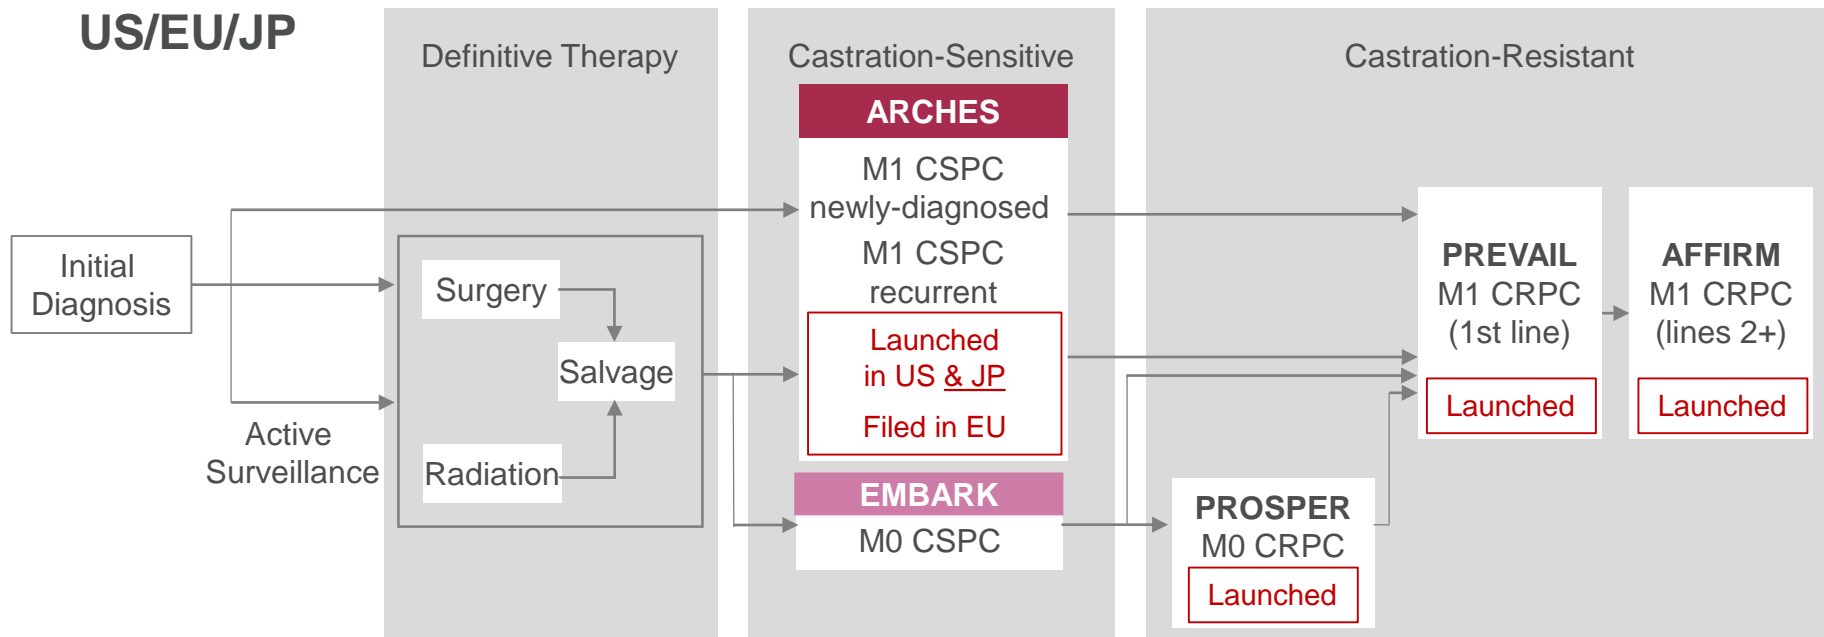 US/EU/JP
Definitive Therapy
Castration-Sensitive
Castration-Resistant
Initial
Diagnosis
Active
Surveillance
Surgery
Salvage
Radiation
ARCHES
M1 CSPC
newly-diagnosed
M1 CSPC
recurrent
Launched
in US & JP
Filed in EU
EMBARK
M0 CSPC
PROSPER
M0 CRPC
Launched
PREVAIL
M1 CRPC
(1st line)
Launched
AFFIRM
M1 CRPC
(lines 2+)
Launched